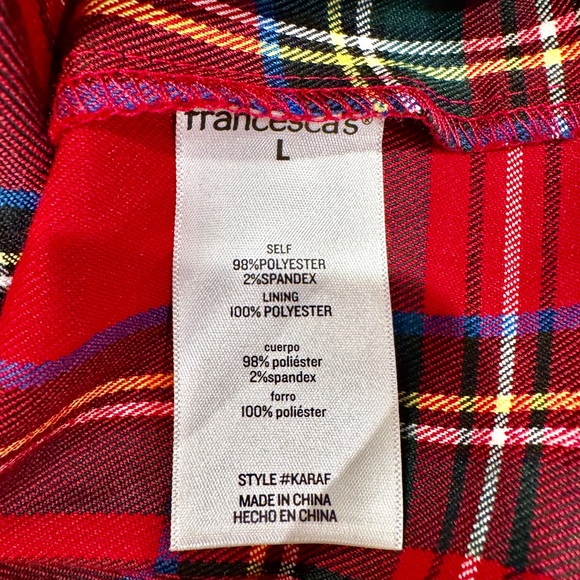 francesca's®
L
SELF
98%POLYESTER
2%SPANDEX
LINING
100% POLYESTER
cuerpo
98% poliéster
2%spandex
forro
100% poliéster
STYLE #KARAF
MADE IN CHINA
HECHO EN CHINA